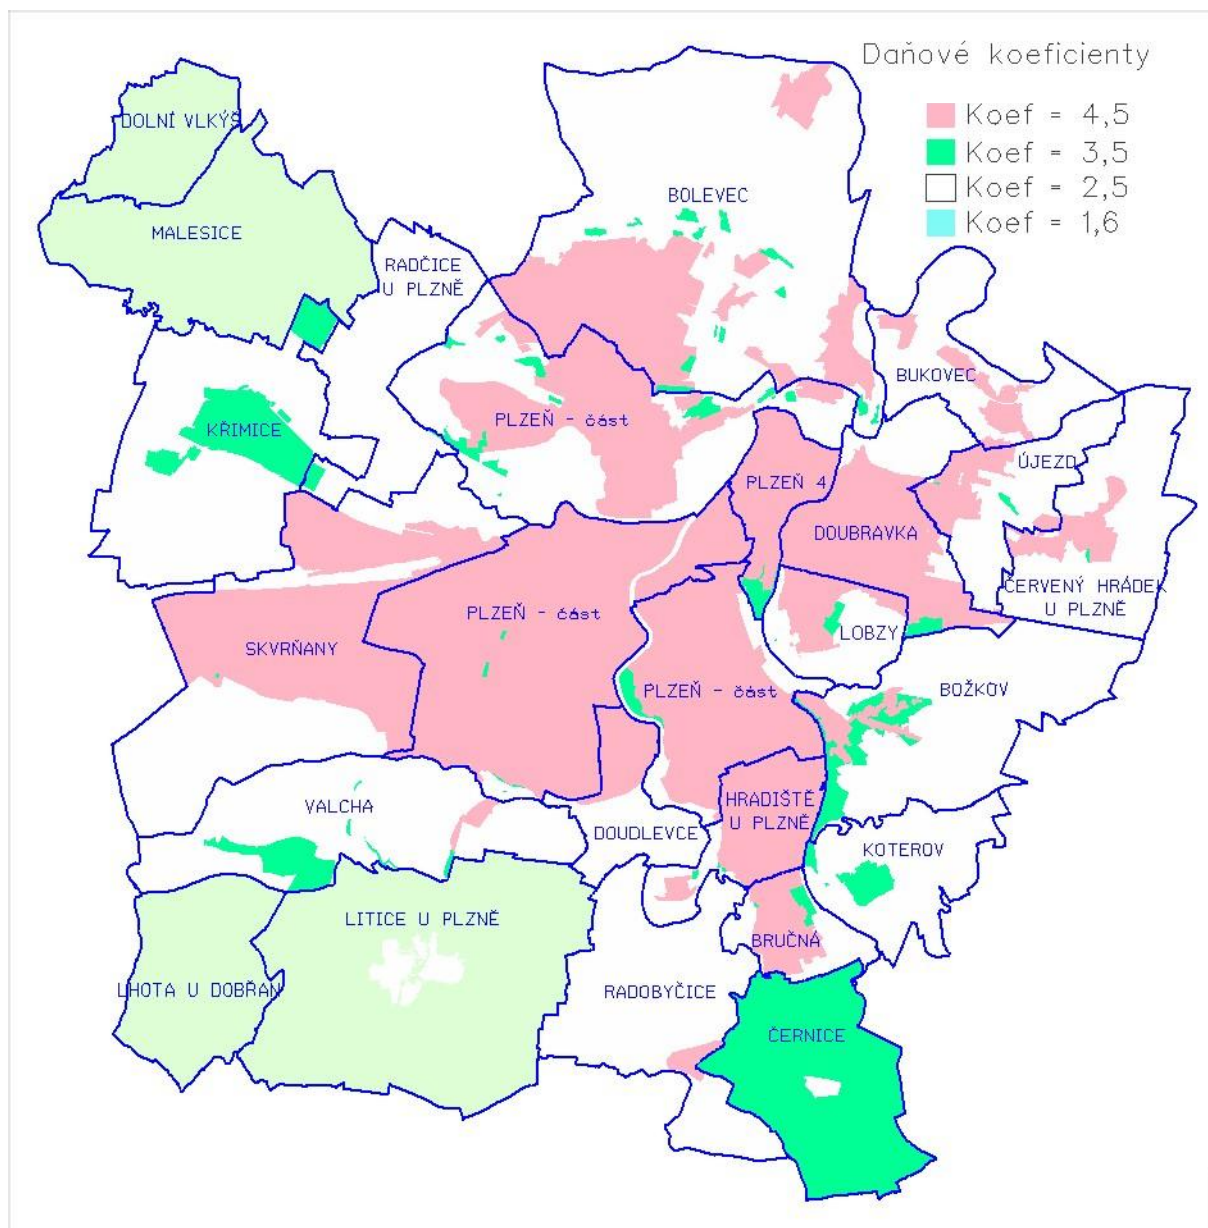 Daňové koeficienty
Koef = 4,5
Koef = 3,5
Koef = 2,5
Koef = 1,6
DOLNÍ VLKÝŠ
MALESICE
BOLEVEC
RADČICE
U PLZNĚ
BUKOVEC
KŘIMICE
PLZEŇ - část
ÚJEZD
PLZEŇ 4
DOUBRAVKA
ČERVENÝ HRÁDEK
U PLZNĚ
PLZEŇ - část
SKVRŇANY
LOBZY
PLZEŇ - část
BOŽKOV
VALCHA
HRADIŠTĚ
U PLZNĚ
DOUDLEVCE
KOTEROV
LITICE U PLZNĚ
BRUČNÁ
LHOTA U DOBŘAN
RADOBYČICE
ČERNICE